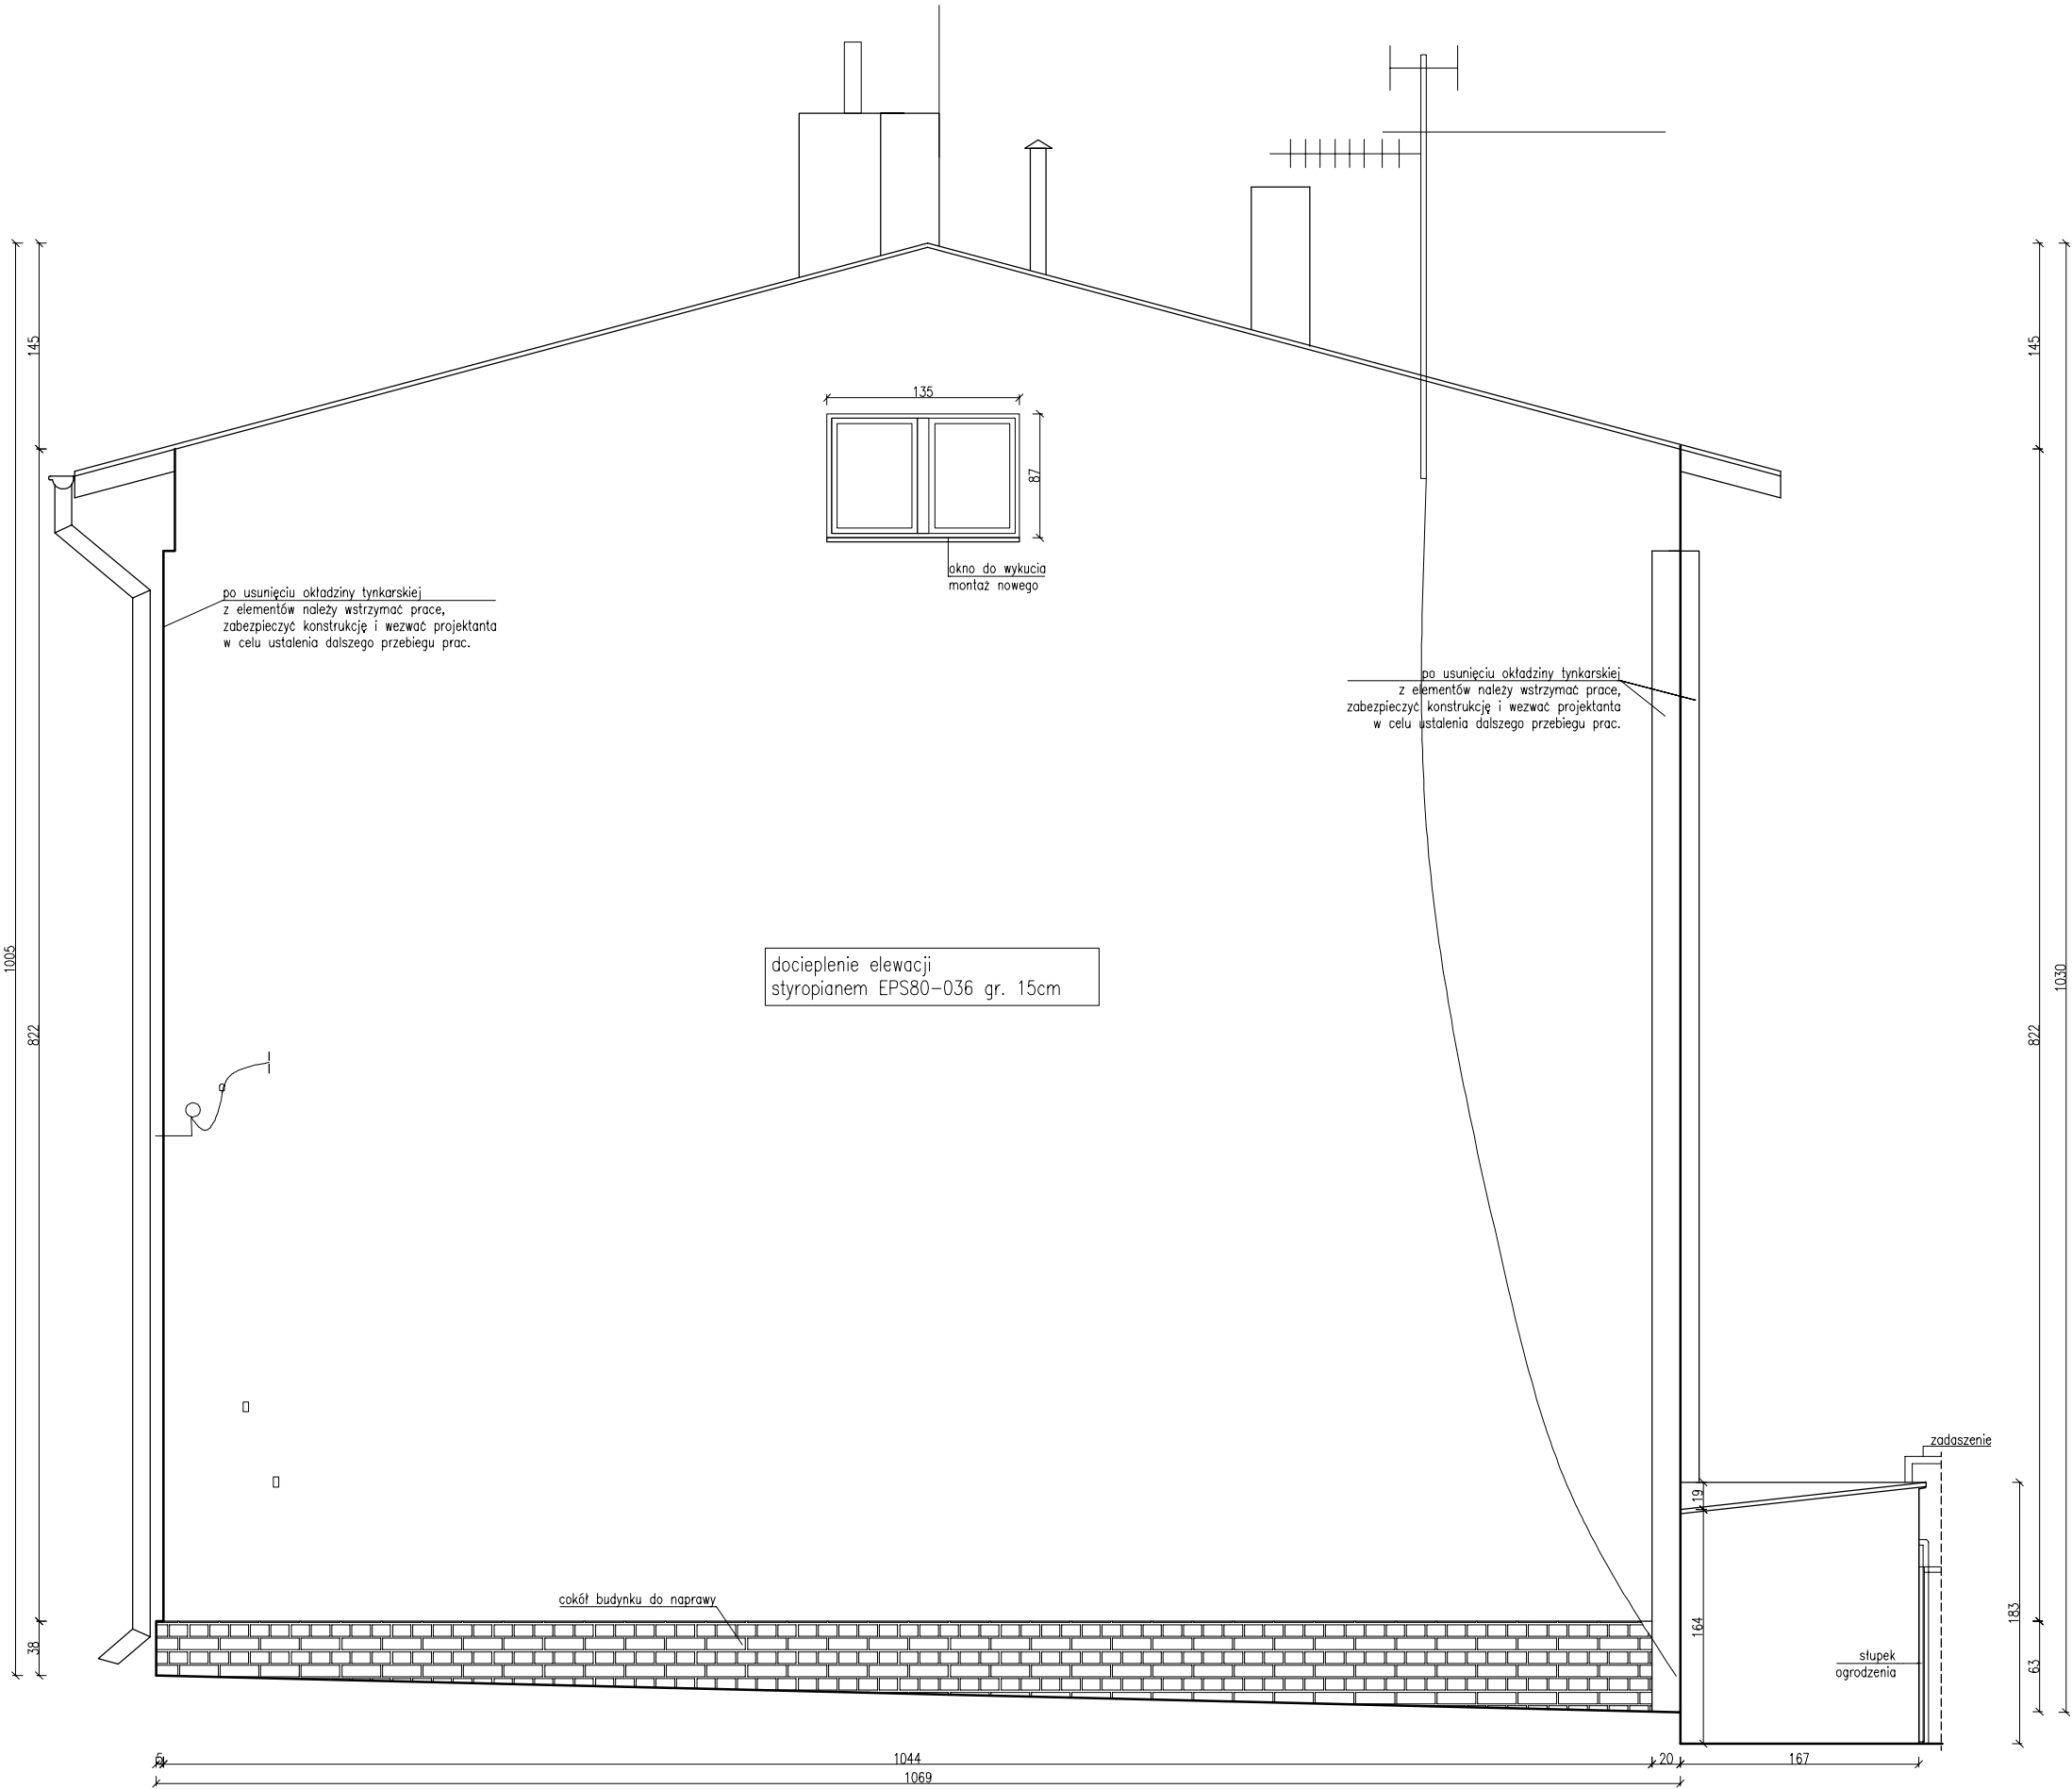 145
145
135
87
okno do wykucia
montaż nowego
po usunięciu okładziny tynkarskiej
z elementów należy wstrzymać prace,
zabezpieczyć konstrukcję i wezwać projektanta
w celu ustalenia dalszego przebiegu prac.
po usunięciu okładziny tynkarskiej
z elementów należy wstrzymać prace,
zabezpieczyć konstrukcję i wezwać projektanta
w celu ustalenia dalszego przebiegu prac.
1005
docieplenie elewacji
styropianem EPS80-036 gr. 15cm
1030
822
822
zadaszenie
19
cokół budynku do naprawy
164
183
38
63
słupek
ogrodzenia
5
1044
20
167
1069